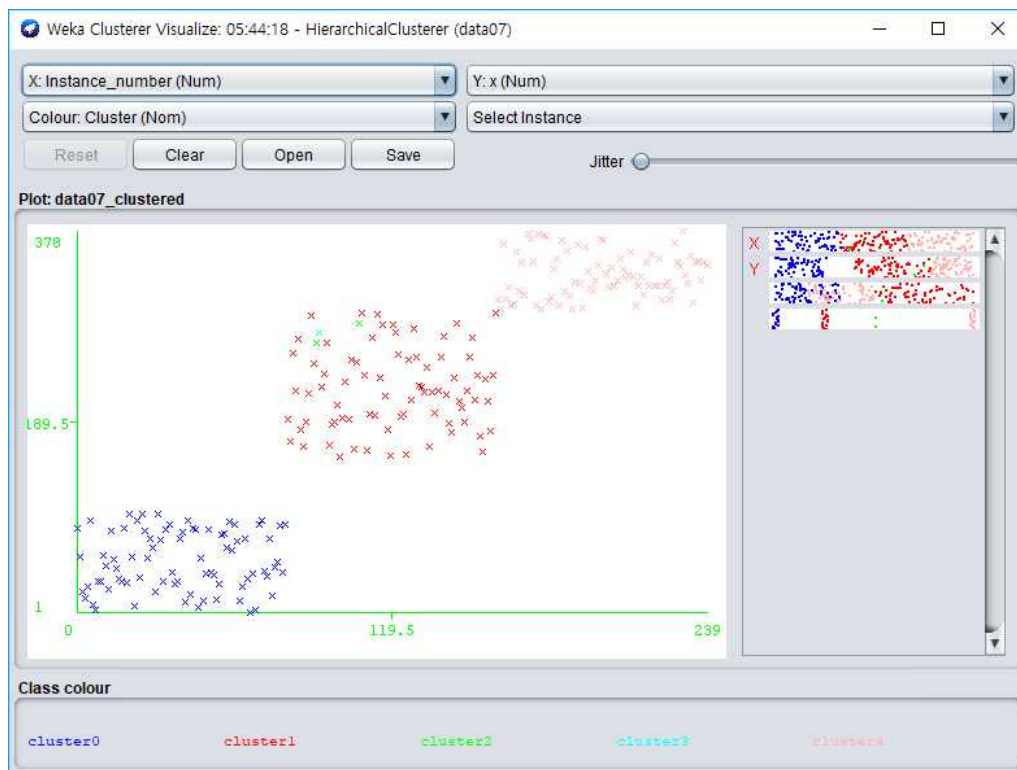 Weka Clusterer Visualize: 05:44:18 - HierarchicalClusterer (data07)
X: Instance_number (Num) Y: x (Num)
Colour: Cluster (Nom) Select Instance
Reset Clear Open Save Jitter
Plot: data07_clustered
378
189.5
1
0 119.5 239
X
Y
Class colour
cluster0 cluster1 cluster2 cluster3 cluster4